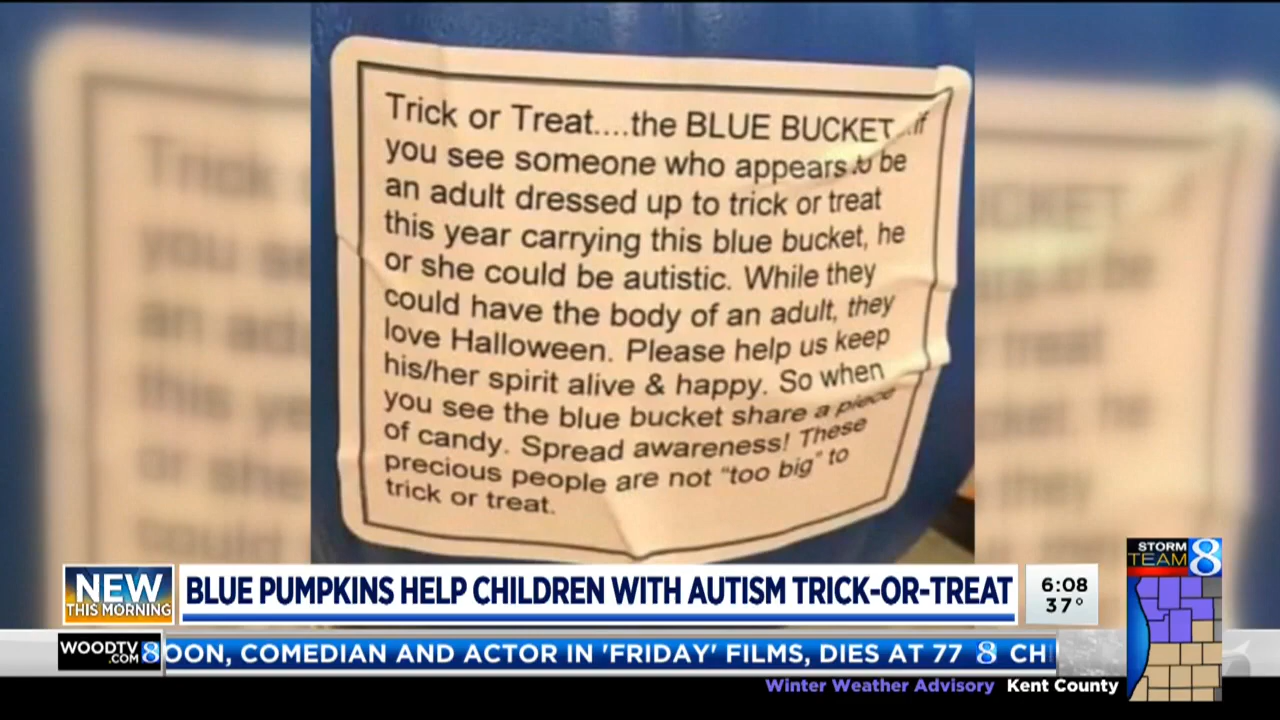 Trick or Treat....the BLUE BUCKET...if
you see someone who appears to be
an adult dressed up to trick or treat
this year carrying this blue bucket, he
or she could be autistic. While they
could have the body of an adult, they
love Halloween. Please help us keep
his/her spirit alive & happy. So when
you see the blue bucket share a piece
of candy. Spread awareness! These
precious people are not "too big" to
trick or treat.
STORM
TEAM 8
NEW
THIS MORNING
BLUE PUMPKINS HELP CHILDREN WITH AUTISM TRICK-OR-TREAT
6:08
37°
WOODTV
.COM 8
OON, COMEDIAN AND ACTOR IN 'FRIDAY' FILMS, DIES AT 77 8 CH
Winter Weather Advisory Kent County